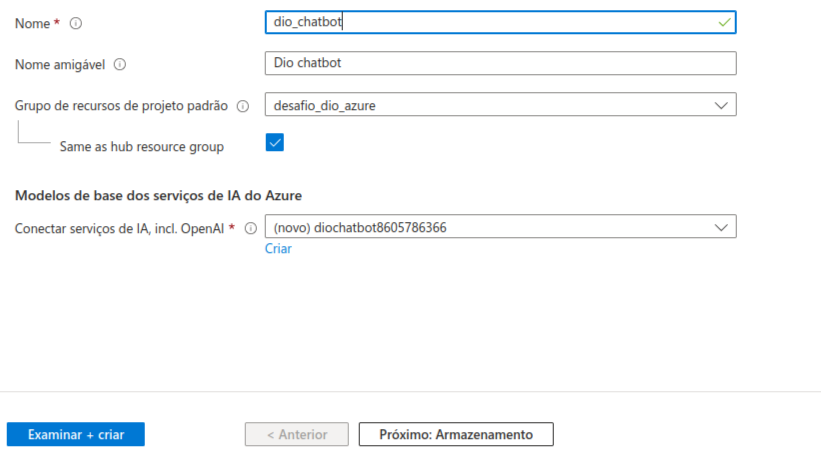 Nome *
dio_chatbot
Nome amigável
Dio chatbot
Grupo de recursos de projeto padrão
desafio_dio_azure
Same as hub resource group
Modelos de base dos serviços de IA do Azure
Conectar serviços de IA, incl. OpenAI *
(novo) diochatbot8605786366
Criar
Examinar + criar
< Anterior
Próximo: Armazenamento